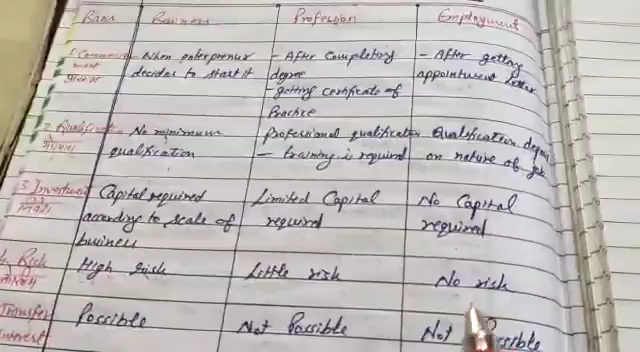 Basis Business Profession Employment
1. Commencement - When enterpreneur - After Completing - After getting
decides to start it degree appointment letter
- getting certificate of
Practice
2. Qualification No minimum Professional qualification Qualification depend
qualification - training is required on nature of job
3. Investment Capital required Limited Capital No Capital
according to scale of required required
business
4. Risk High Risk Little risk No risk
Transfer Possible Not Possible Not
Interest